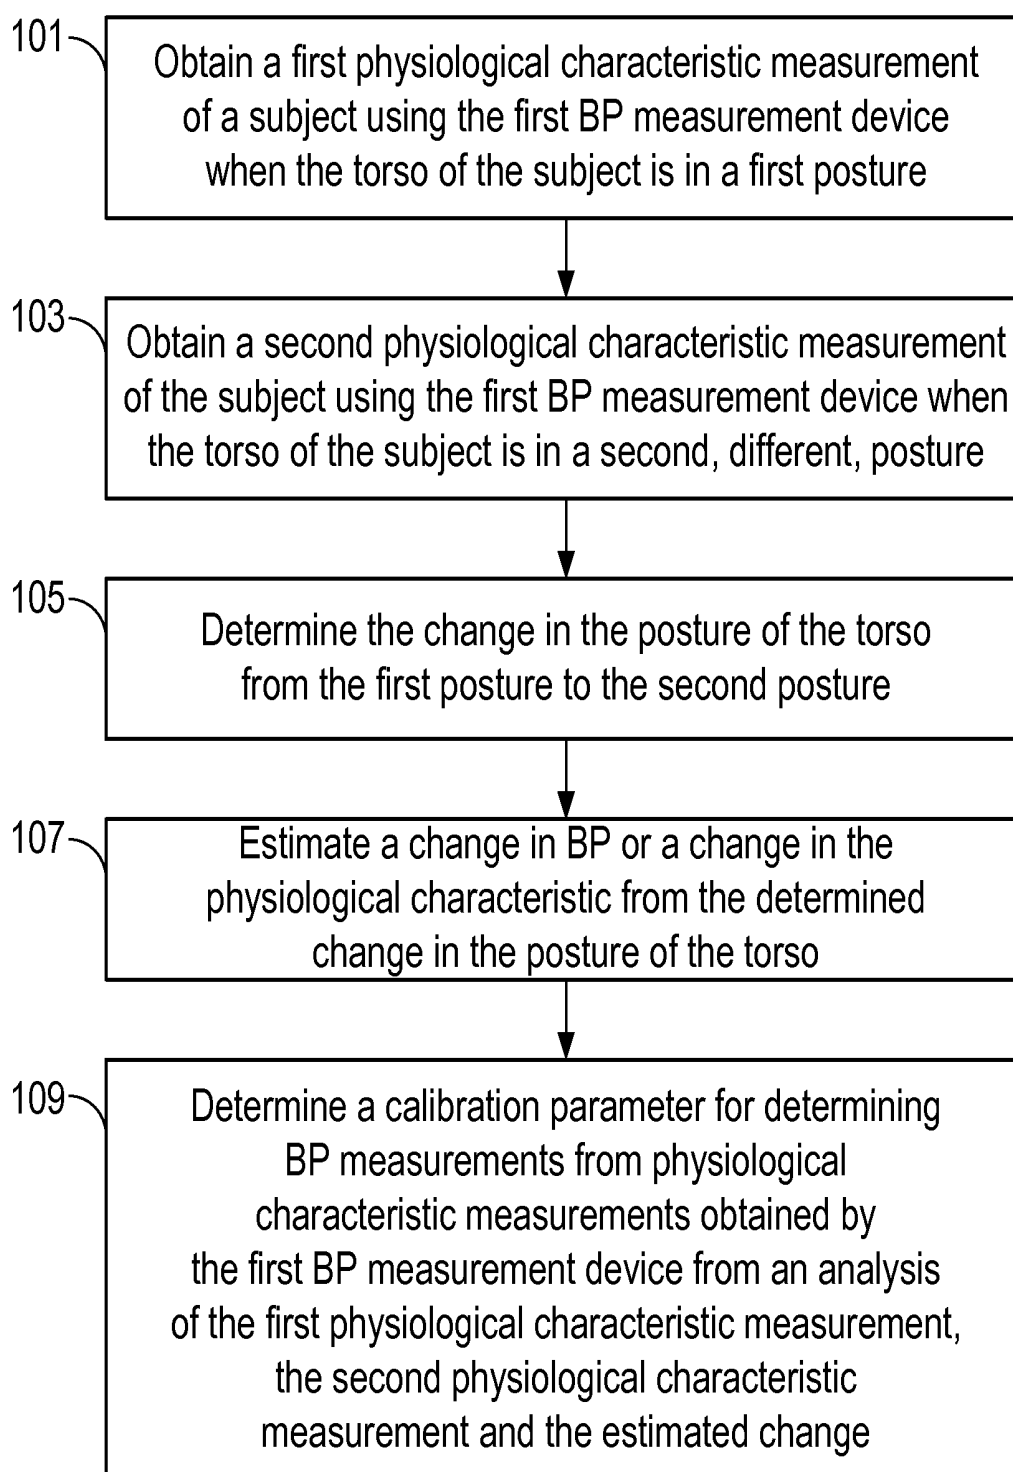 101
Obtain a first physiological characteristic measurement
of a subject using the first BP measurement device
when the torso of the subject is in a first posture
103
Obtain a second physiological characteristic measurement
of the subject using the first BP measurement device when
the torso of the subject is in a second, different, posture
105
Determine the change in the posture of the torso
from the first posture to the second posture
107
Estimate a change in BP or a change in the
physiological characteristic from the determined
change in the posture of the torso
109
Determine a calibration parameter for determining
BP measurements from physiological
characteristic measurements obtained by
the first BP measurement device from an analysis
of the first physiological characteristic measurement,
the second physiological characteristic
measurement and the estimated change